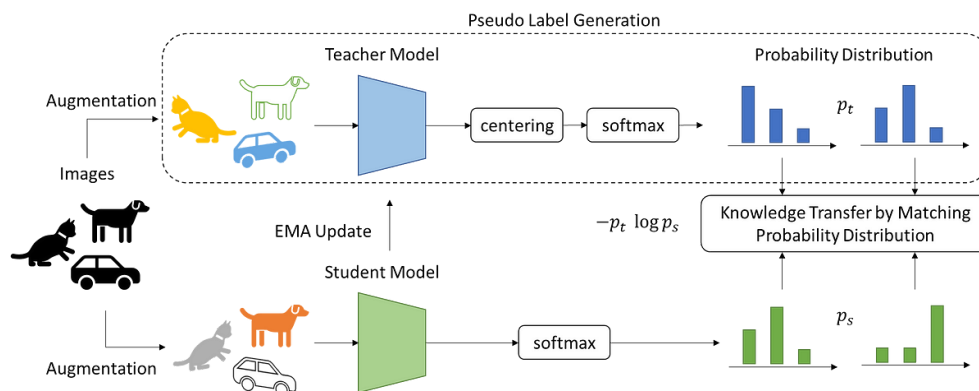 Pseudo Label Generation
Teacher Model
Probability Distribution
Augmentation
centering
softmax
p_t
Images
EMA Update
−p_t log p_s
Knowledge Transfer by Matching
Probability Distribution
Student Model
softmax
p_s
Augmentation